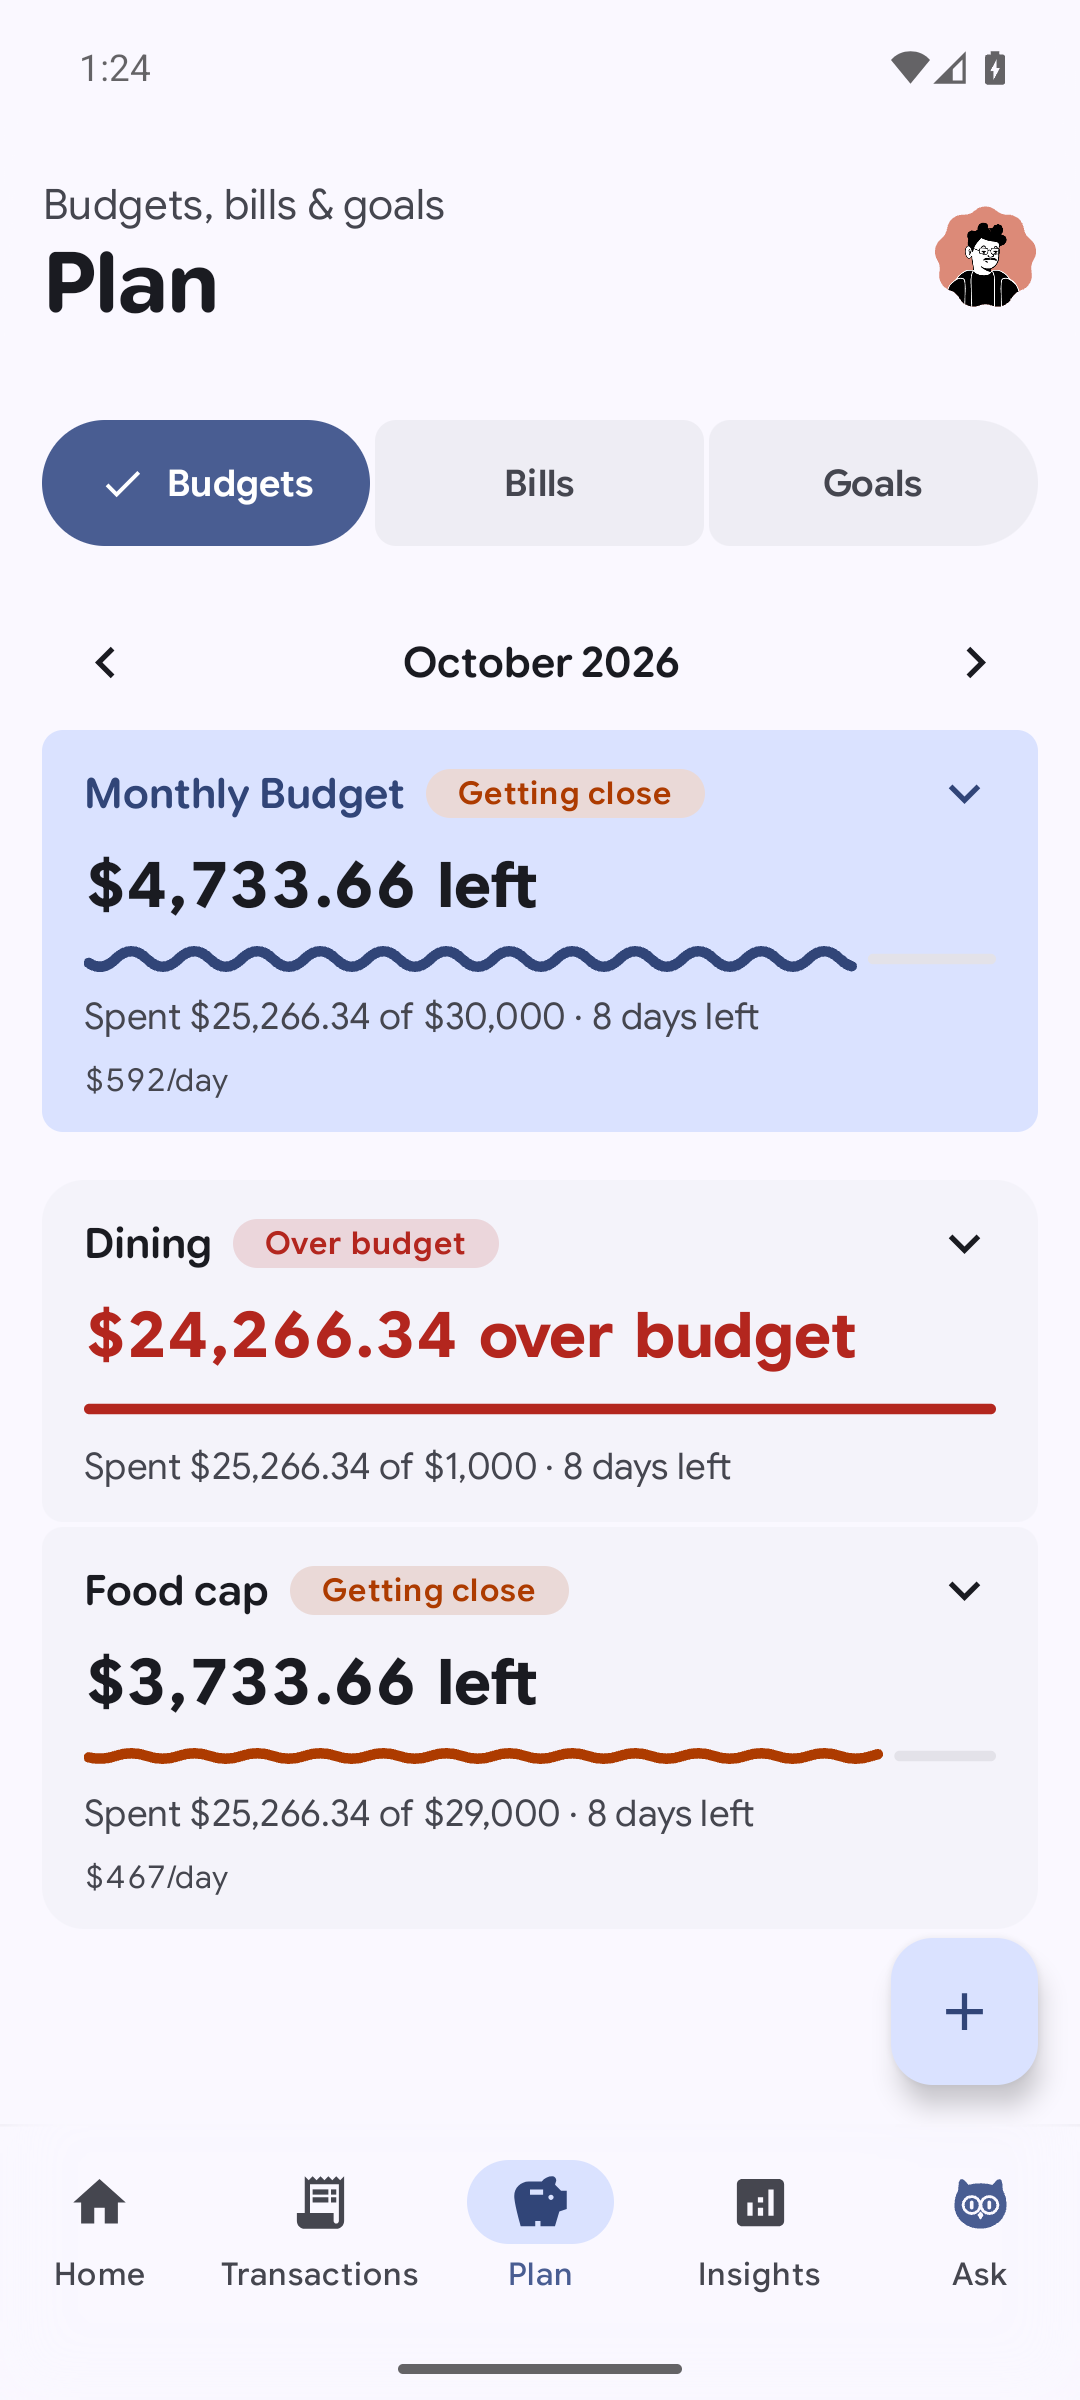 1:24
Budgets, bills & goals
Plan
Budgets
Bills
Goals
October 2026
Monthly Budget
Getting close
$4,733.66 left
Spent $25,266.34 of $30,000 · 8 days left
$592/day
Dining
Over budget
$24,266.34 over budget
Spent $25,266.34 of $1,000 · 8 days left
Food cap
Getting close
$3,733.66 left
Spent $25,266.34 of $29,000 · 8 days left
$467/day
Home
Transactions
Plan
Insights
Ask